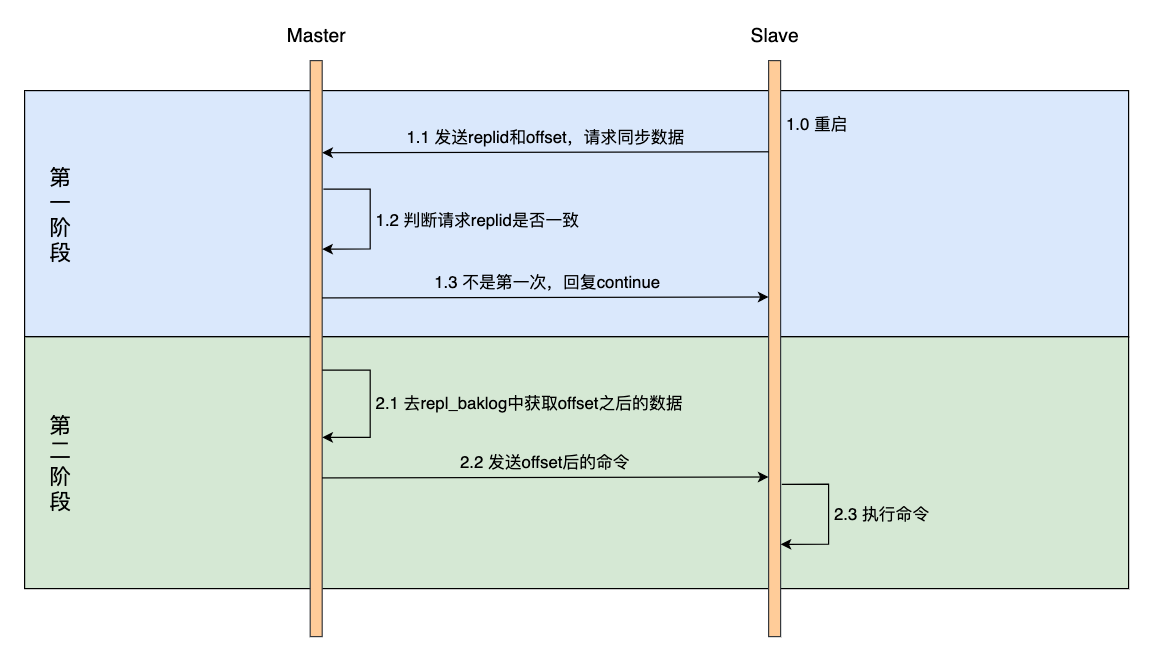 Master
Slave
1.0 重启
1.1 发送replid和offset，请求同步数据
第一阶段
1.2 判断请求replid是否一致
1.3 不是第一次，回复continue
2.1 去repl_baklog中获取offset之后的数据
第二阶段
2.2 发送offset后的命令
2.3 执行命令